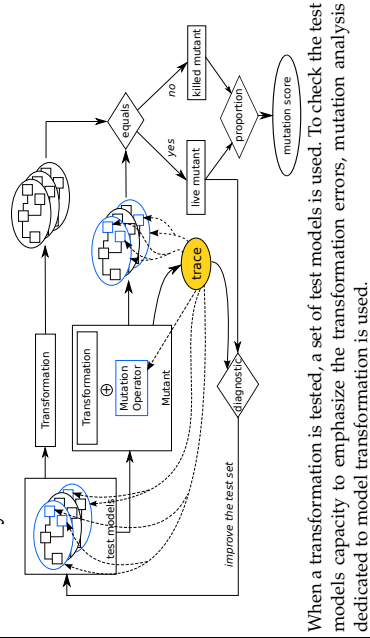 test models
Transformation
Transformation
⊕
Mutation
Operator
Mutant
trace
equals
yes
no
live mutant
killed mutant
proportion
mutation score
diagnostic
improve the test set
When a transformation is tested, a set of test models is used. To check the test
models capacity to emphasize the transformation errors, mutation analysis
dedicated to model transformation is used.